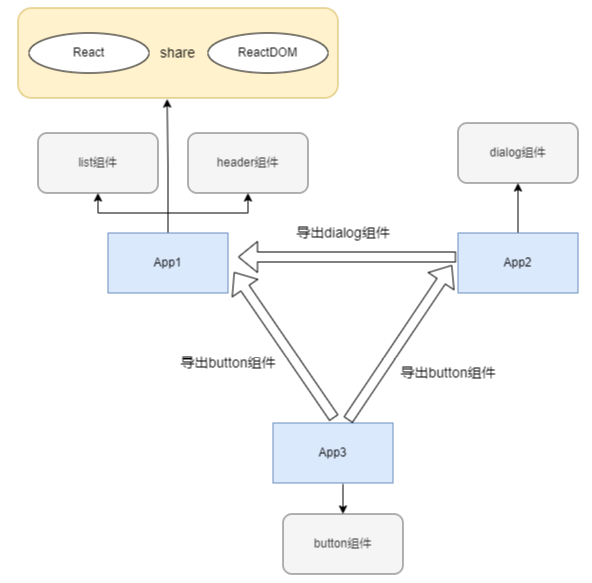 React
share
ReactDOM
list组件
header组件
dialog组件
导出dialog组件
App1
App2
导出button组件
导出button组件
App3
button组件